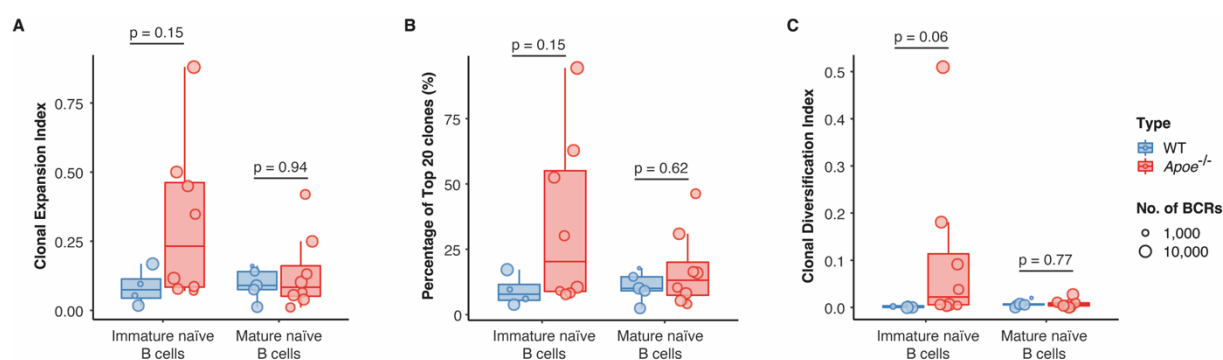 A
p = 0.15
p = 0.94
Clonal Expansion Index
0.75
0.50
0.25
0.00
Immature naïve
B cells
Mature naïve
B cells
B
p = 0.15
p = 0.62
Percentage of Top 20 clones (%)
75
50
25
0
Immature naïve
B cells
Mature naïve
B cells
C
p = 0.06
p = 0.77
Clonal Diversification Index
0.5
0.4
0.3
0.2
0.1
0.0
Immature naïve
B cells
Mature naïve
B cells
Type
WT
Apoe-/-
No. of BCRs
1,000
10,000